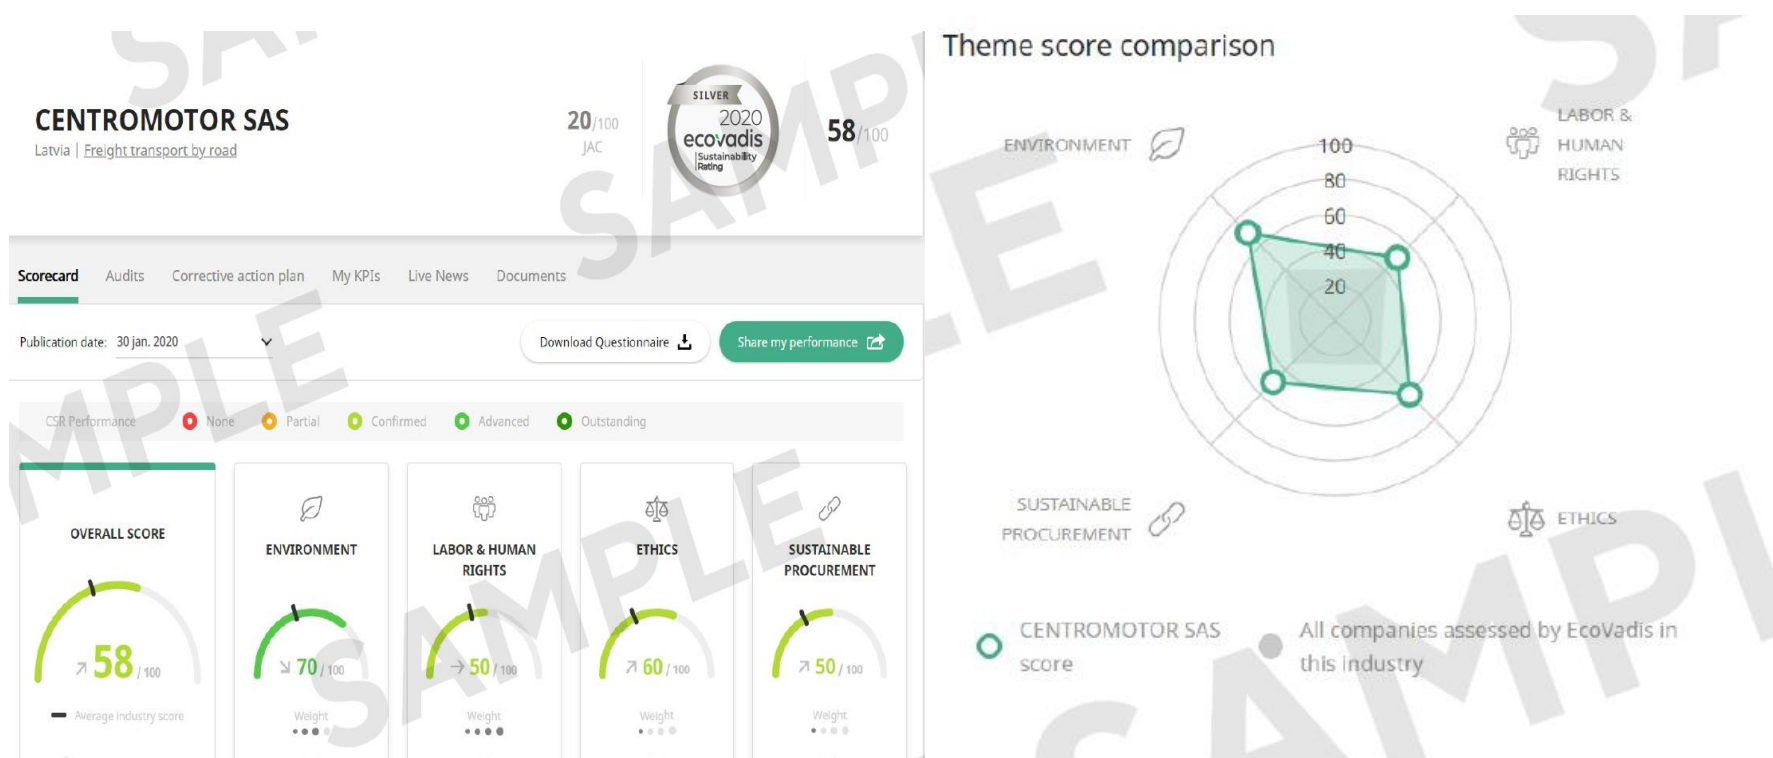 SAMPLE
CENTROMOTOR SAS
Latvia | Freight transport by road
20/100
JAC
SILVER
2020
ecovadis
Sustainability
Rating
58/100
Scorecard
Audits
Corrective action plan
My KPIs
Live News
Documents
Publication date: 30 jan. 2020
Download Questionnaire
Share my performance
CSR Performance
None
Partial
Confirmed
Advanced
Outstanding
OVERALL SCORE
58 / 100
Average industry score
ENVIRONMENT
70 / 100
Weight
LABOR & HUMAN
RIGHTS
50 / 100
Weight
ETHICS
60 / 100
Weight
SUSTAINABLE
PROCUREMENT
50 / 100
Weight
SAMPLE
SAMPLE
Theme score comparison
ENVIRONMENT
LABOR &
HUMAN
RIGHTS
100
80
60
40
20
SUSTAINABLE
PROCUREMENT
ETHICS
CENTROMOTOR SAS
score
All companies assessed by EcoVadis in
this industry